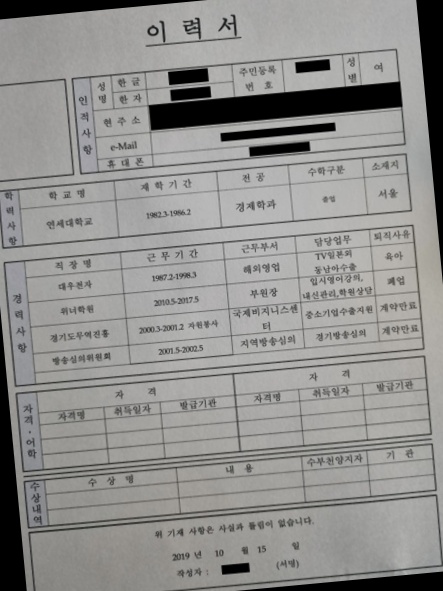 이 력 서
인적사항
성명 한글 주민등록번호 성별 여
한자
현 주 소
e-Mail
휴 대 폰
학력사항
학 교 명 재 학 기 간 전 공 수학구분 소재지
연세대학교 1982.3-1986.2 경제학과 졸업 서울
경력사항
직 장 명 근 무 기 간 근무부서 담당업무 퇴직사유
대우전자 1987.2-1998.3 해외영업 TV일본외 동남아수출 육아
위너학원 2010.5-2017.5 부원장 입시영어강의, 내신관리,학원상담 폐업
경기도무역진흥 2000.3-2001.2 자원봉사 국제비지니스센터 중소기업수출지원 계약만료
방송심의위원회 2001.5-2002.5 지역방송심의 경기방송심의 계약만료
자격·어학
자 격 자 격
자격명 취득일자 발급기관 자격명 취득일자 발급기관
수상내역
수 상 명 내 용 수부천양지자 기 관
위 기재 사항은 사실과 틀림이 없습니다.
2019 년 10 월 15 일
작성자 : (서명)